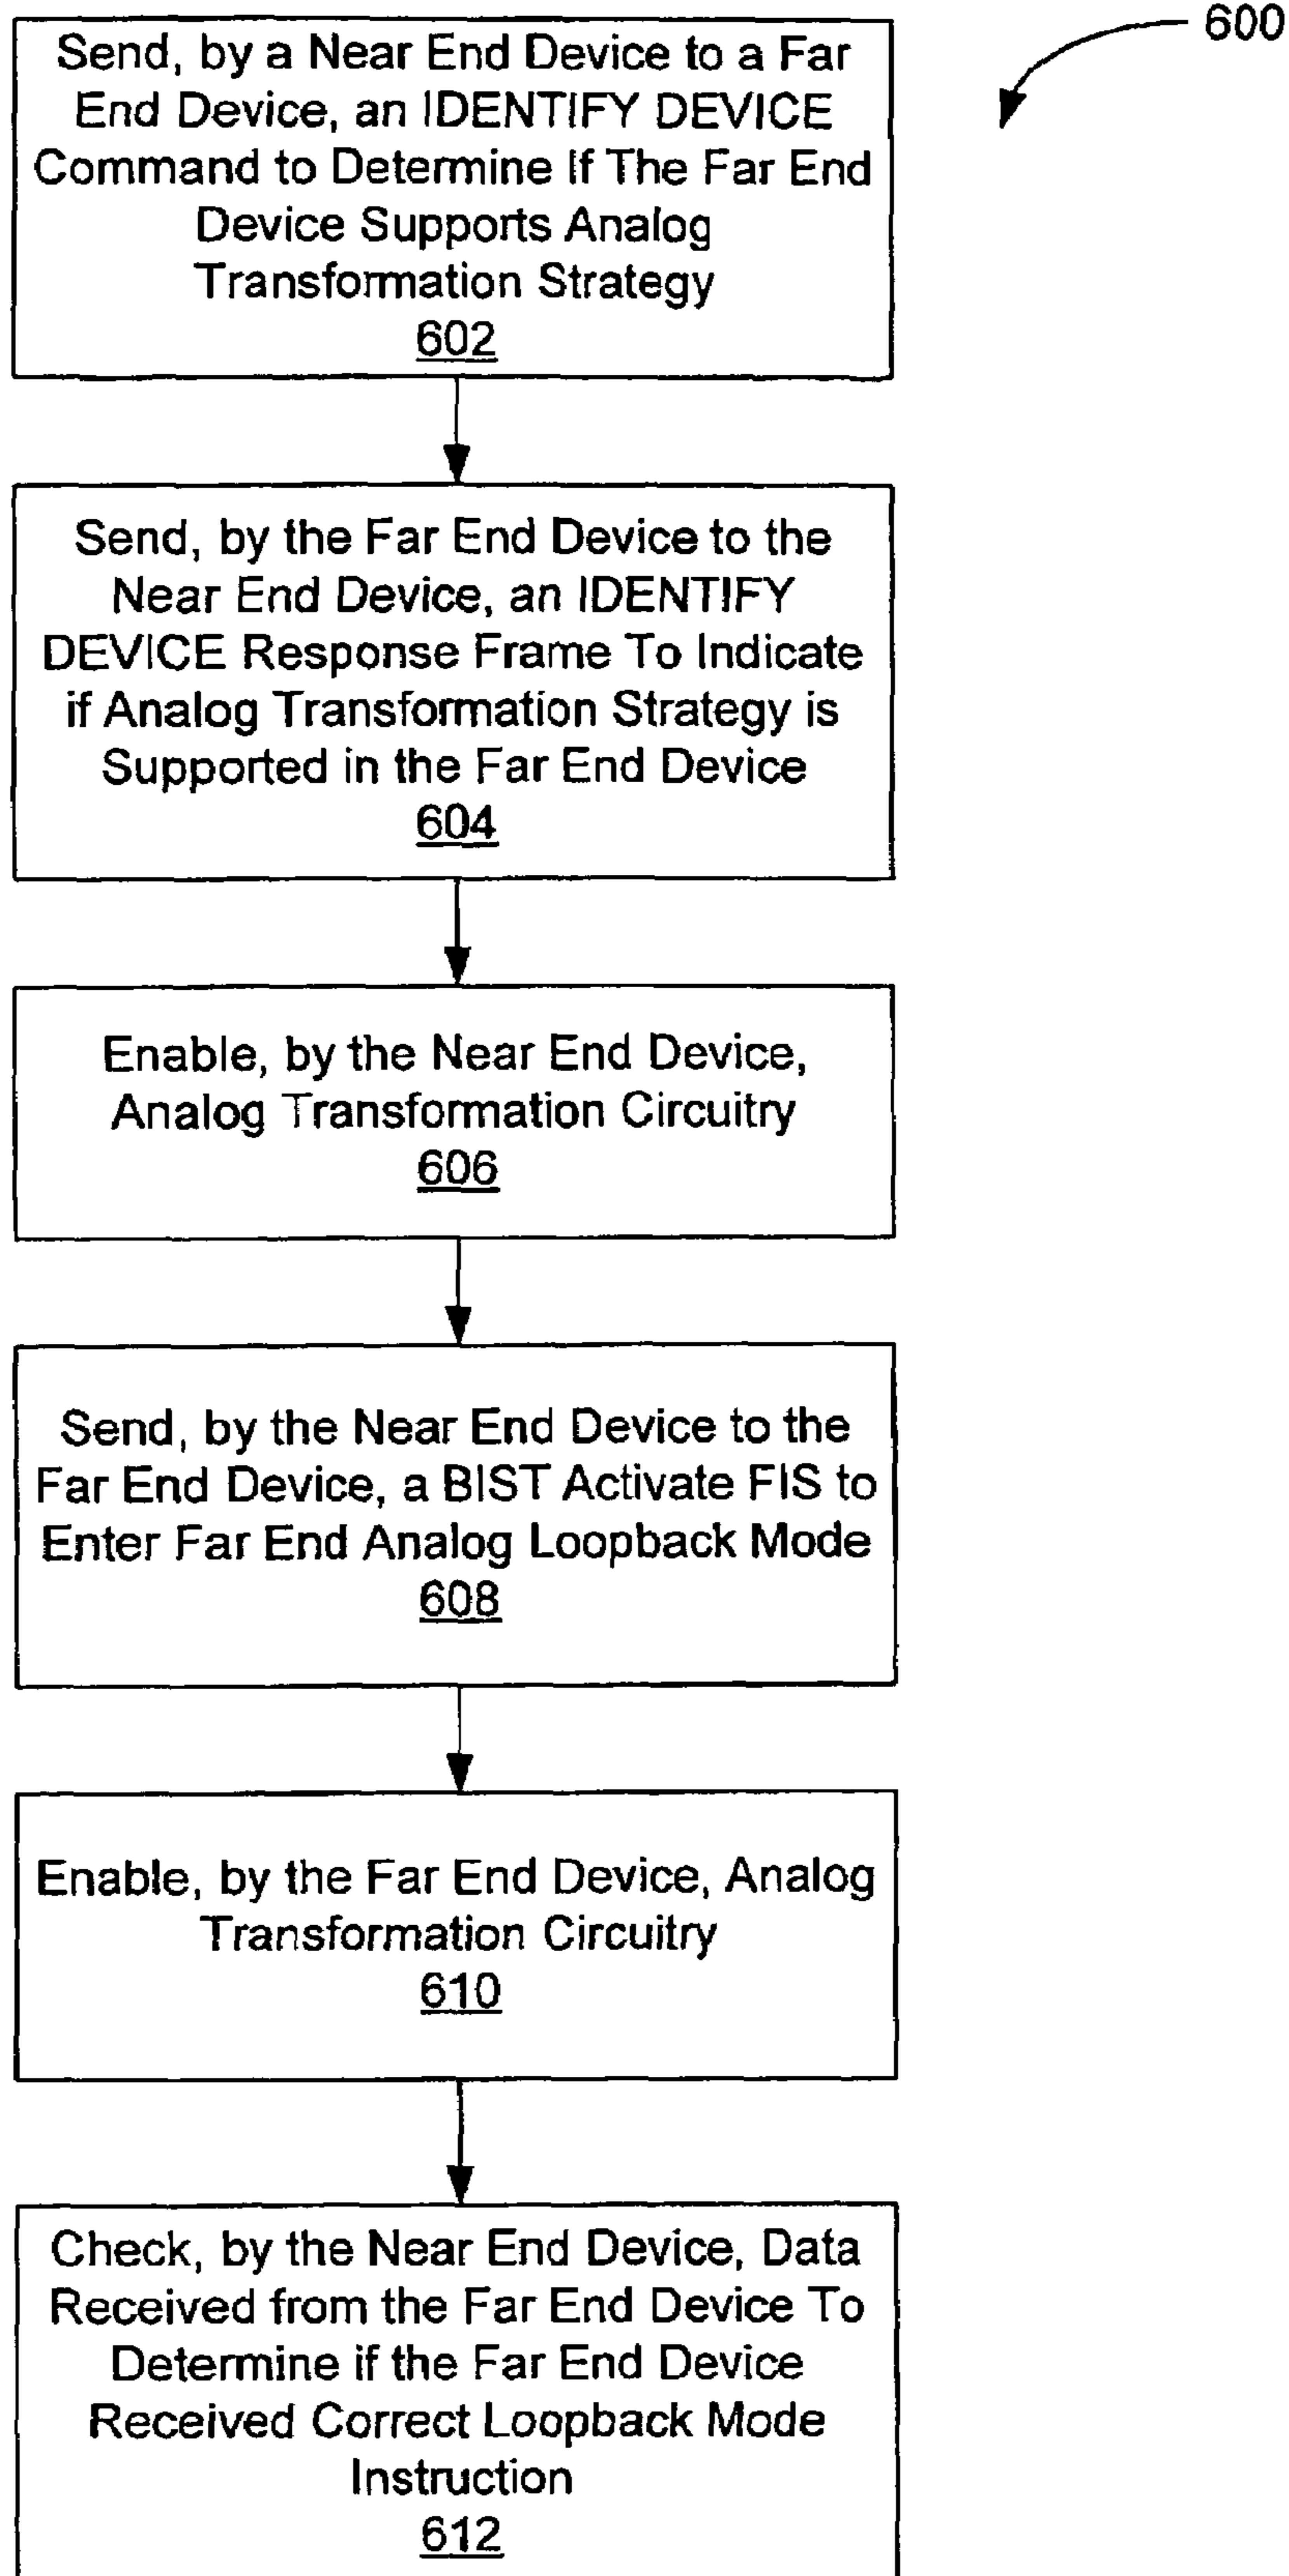 600
Send, by a Near End Device to a Far
End Device, an IDENTIFY DEVICE
Command to Determine If The Far End
Device Supports Analog
Transformation Strategy
602
Send, by the Far End Device to the
Near End Device, an IDENTIFY
DEVICE Response Frame To Indicate
if Analog Transformation Strategy is
Supported in the Far End Device
604
Enable, by the Near End Device,
Analog Transformation Circuitry
606
Send, by the Near End Device to the
Far End Device, a BIST Activate FIS to
Enter Far End Analog Loopback Mode
608
Enable, by the Far End Device, Analog
Transformation Circuitry
610
Check, by the Near End Device, Data
Received from the Far End Device To
Determine if the Far End Device
Received Correct Loopback Mode
Instruction
612